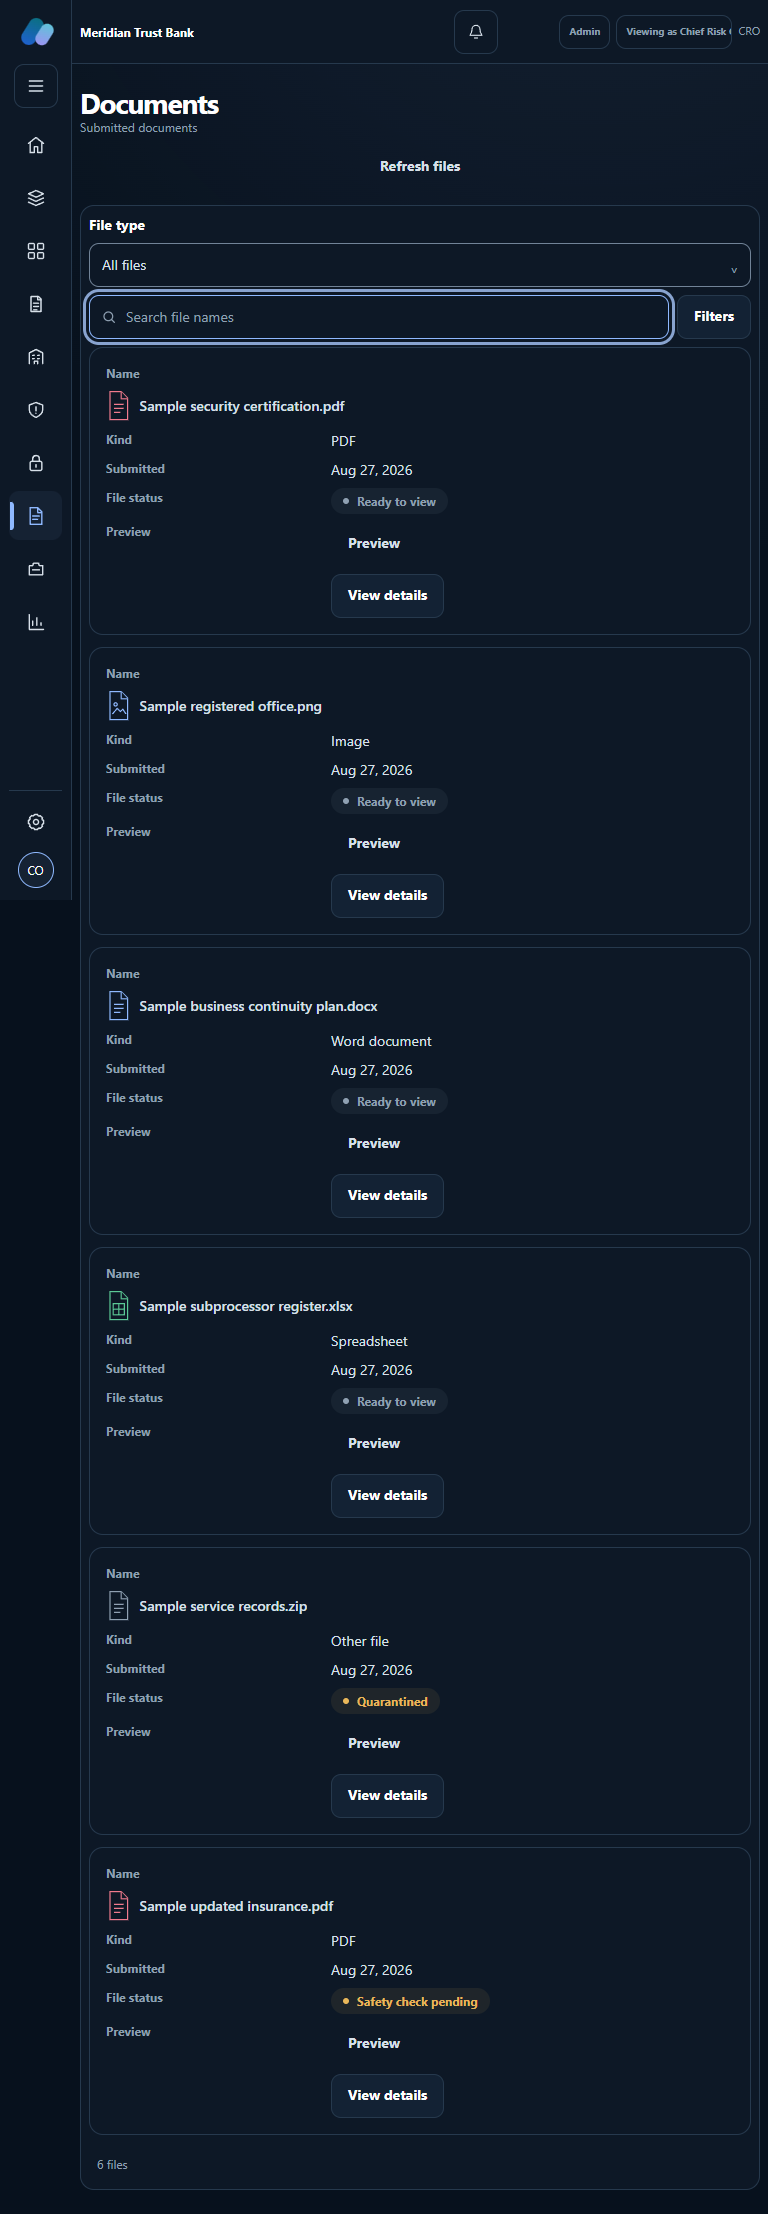 Meridian Trust Bank
Admin
Viewing as Chief Risk
CRO
Documents
Submitted documents
Refresh files
File type
All files
Search file names
Filters
Name
Sample security certification.pdf
Kind
PDF
Submitted
Aug 27, 2026
File status
Ready to view
Preview
Preview
View details
Name
Sample registered office.png
Kind
Image
Submitted
Aug 27, 2026
File status
Ready to view
Preview
Preview
View details
Name
Sample business continuity plan.docx
Kind
Word document
Submitted
Aug 27, 2026
File status
Ready to view
Preview
Preview
View details
Name
Sample subprocessor register.xlsx
Kind
Spreadsheet
Submitted
Aug 27, 2026
File status
Ready to view
Preview
Preview
View details
Name
Sample service records.zip
Kind
Other file
Submitted
Aug 27, 2026
File status
Quarantined
Preview
Preview
View details
CO
Name
Sample updated insurance.pdf
Kind
PDF
Submitted
Aug 27, 2026
File status
Safety check pending
Preview
Preview
View details
6 files